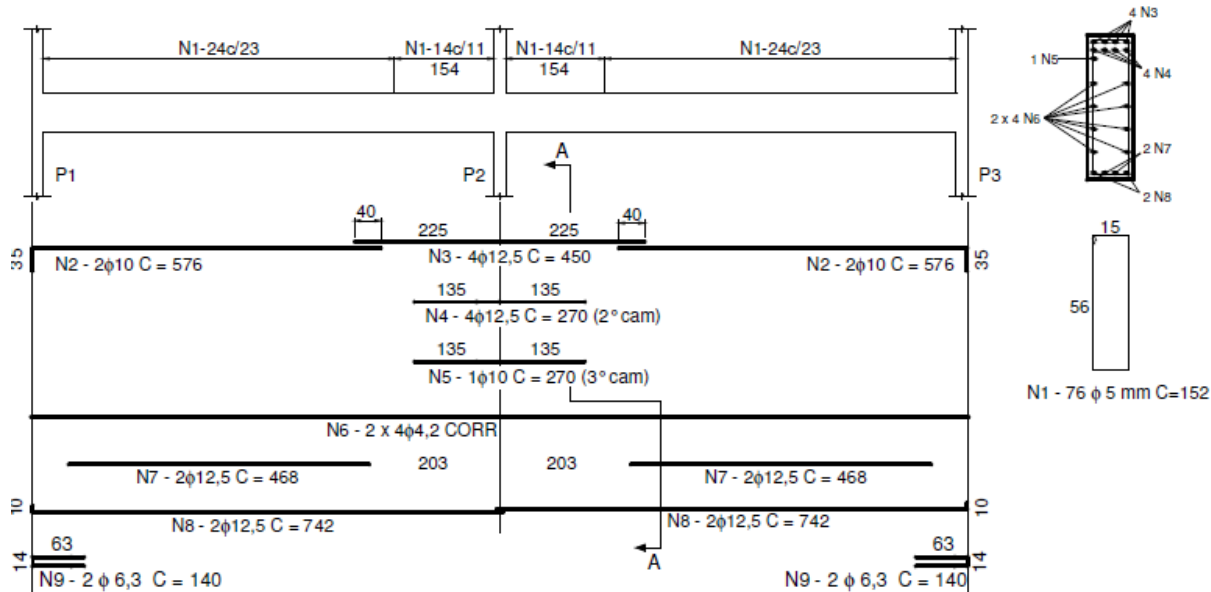 N1-24c/23
N1-14c/11
N1-14c/11
N1-24c/23
154
154
4 N3
1 N5
4 N4
2 x 4 N6
2 N7
2 N8
A
P1
P2
P3
40
225
225
40
35
N2 - 2ϕ10 C = 576
N3 - 4ϕ12,5 C = 450
N2 - 2ϕ10 C = 576
35
15
56
135
135
N4 - 4ϕ12,5 C = 270 (2° cam)
135
135
N5 - 1ϕ10 C = 270 (3° cam)
N1 - 76 ϕ 5 mm C=152
N6 - 2 x 4ϕ4,2 CORR
203
203
N7 - 2ϕ12,5 C = 468
N7 - 2ϕ12,5 C = 468
10
N8 - 2ϕ12,5 C = 742
N8 - 2ϕ12,5 C = 742
10
63
63
14
A
14
N9 - 2 ϕ 6,3 C = 140
N9 - 2 ϕ 6,3 C = 140